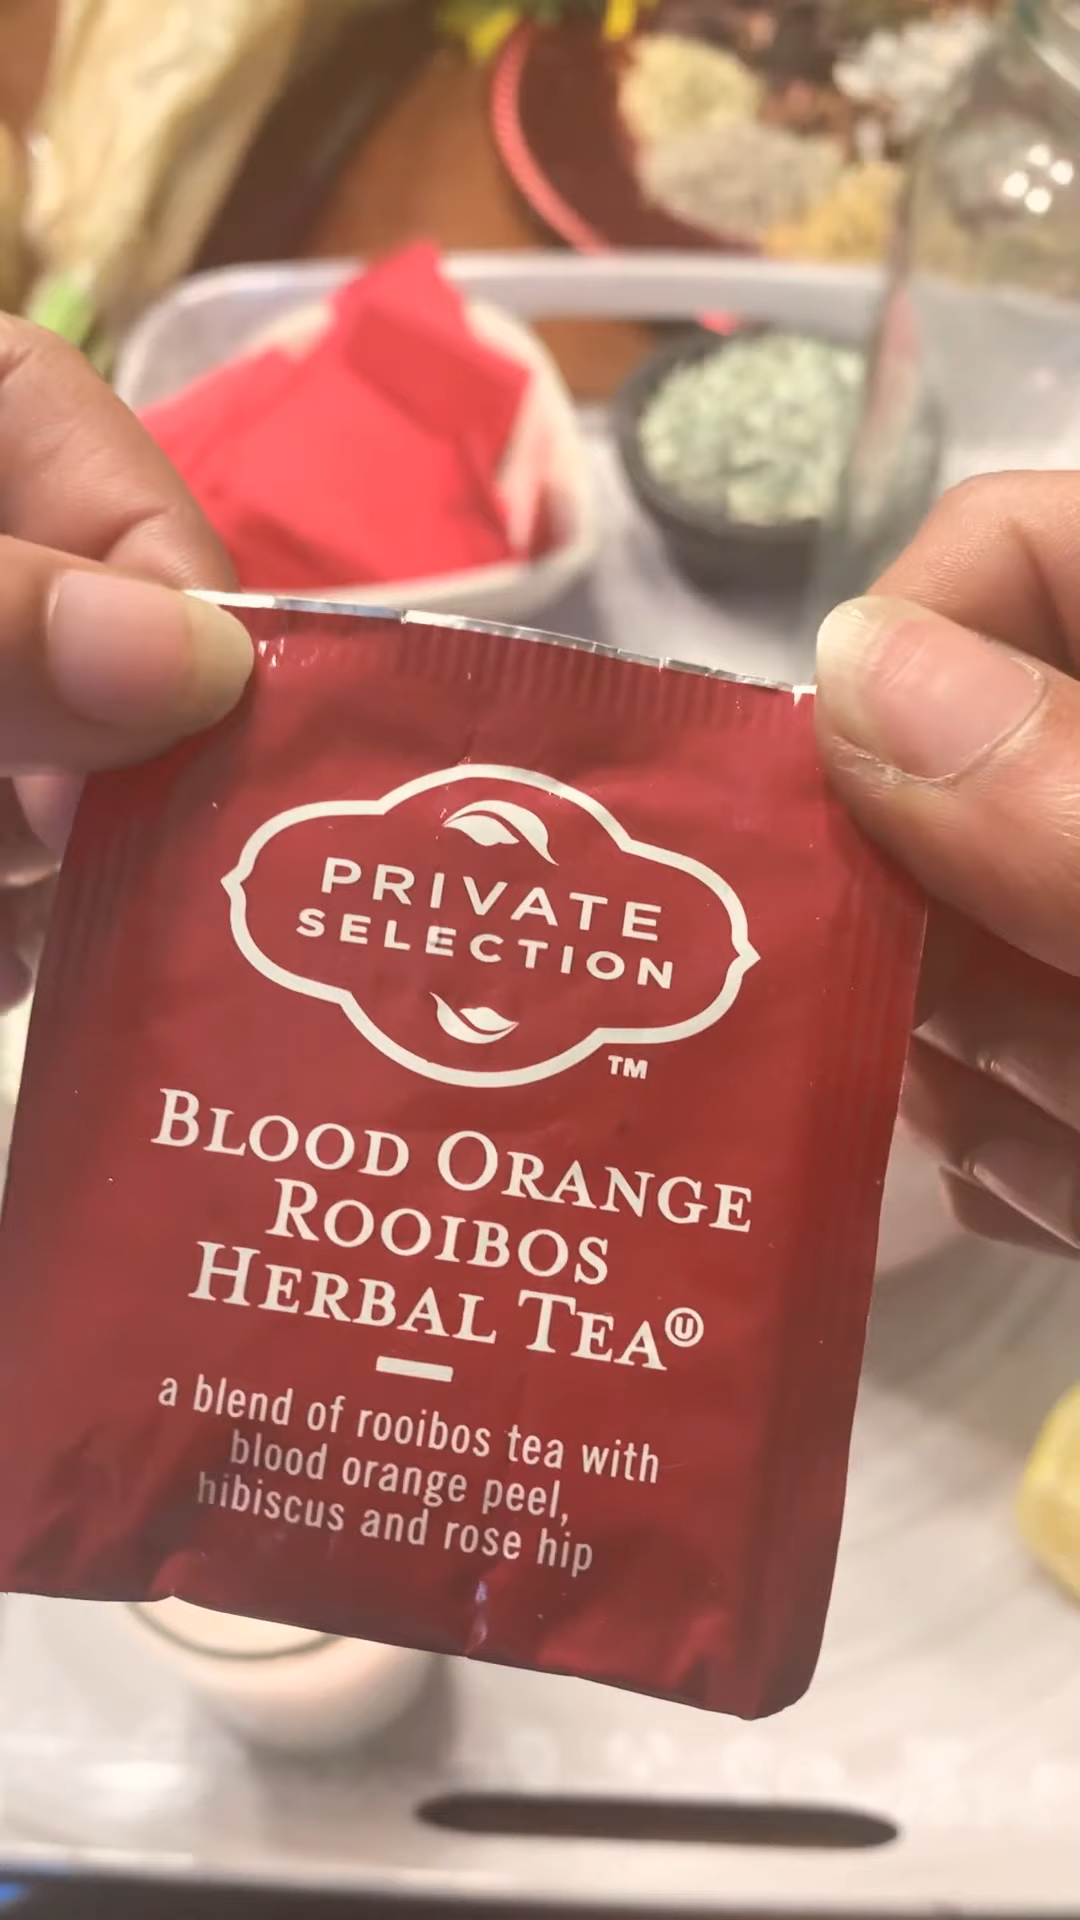 PRIVATE
SELECTION
TM
BLOOD ORANGE
ROOIBOS
HERBAL TEA Ⓤ
a blend of rooibos tea with
blood orange peel,
hibiscus and rose hip